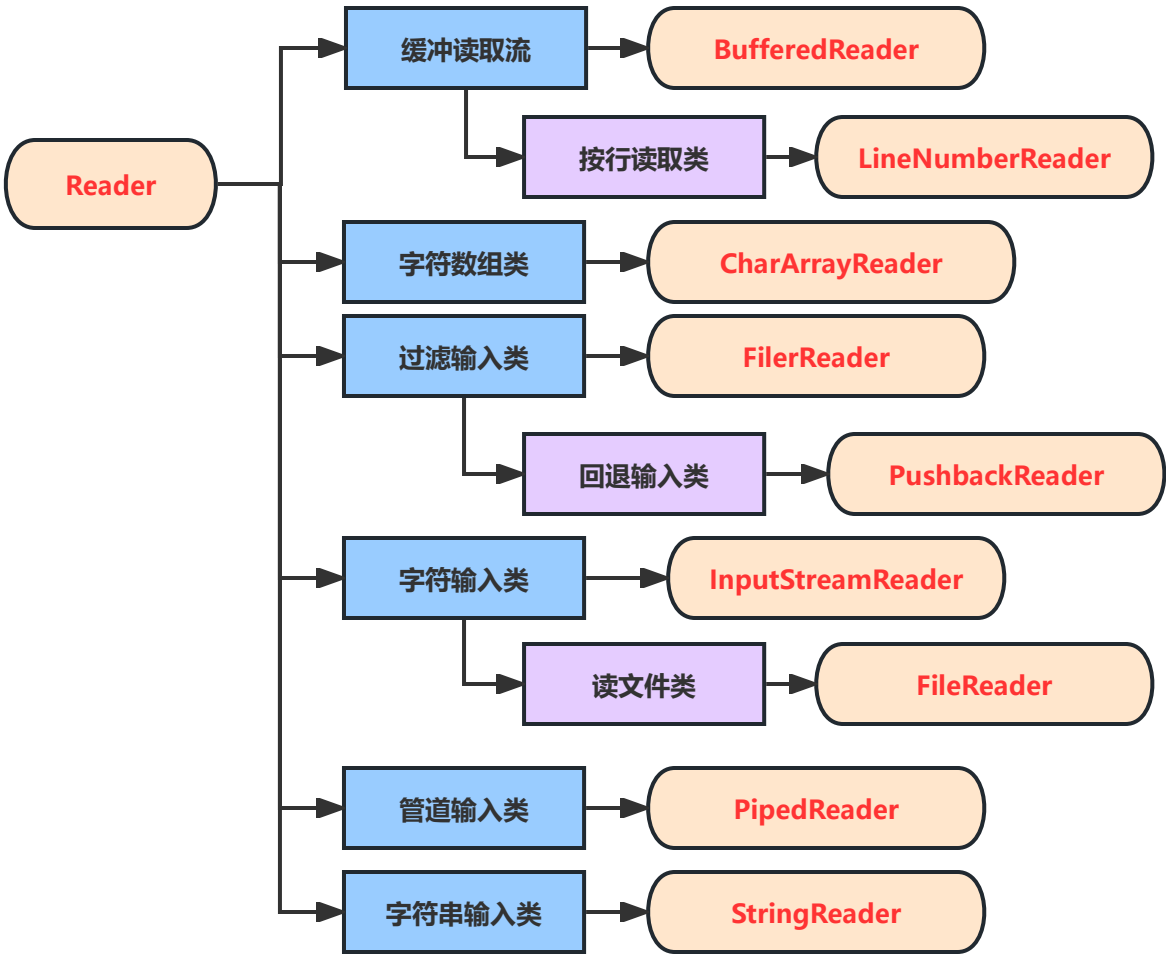 缓冲读取流
BufferedReader
按行读取类
LineNumberReader
Reader
字符数组类
CharArrayReader
过滤输入类
FilerReader
回退输入类
PushbackReader
字符输入类
InputStreamReader
读文件类
FileReader
管道输入类
PipedReader
字符串输入类
StringReader